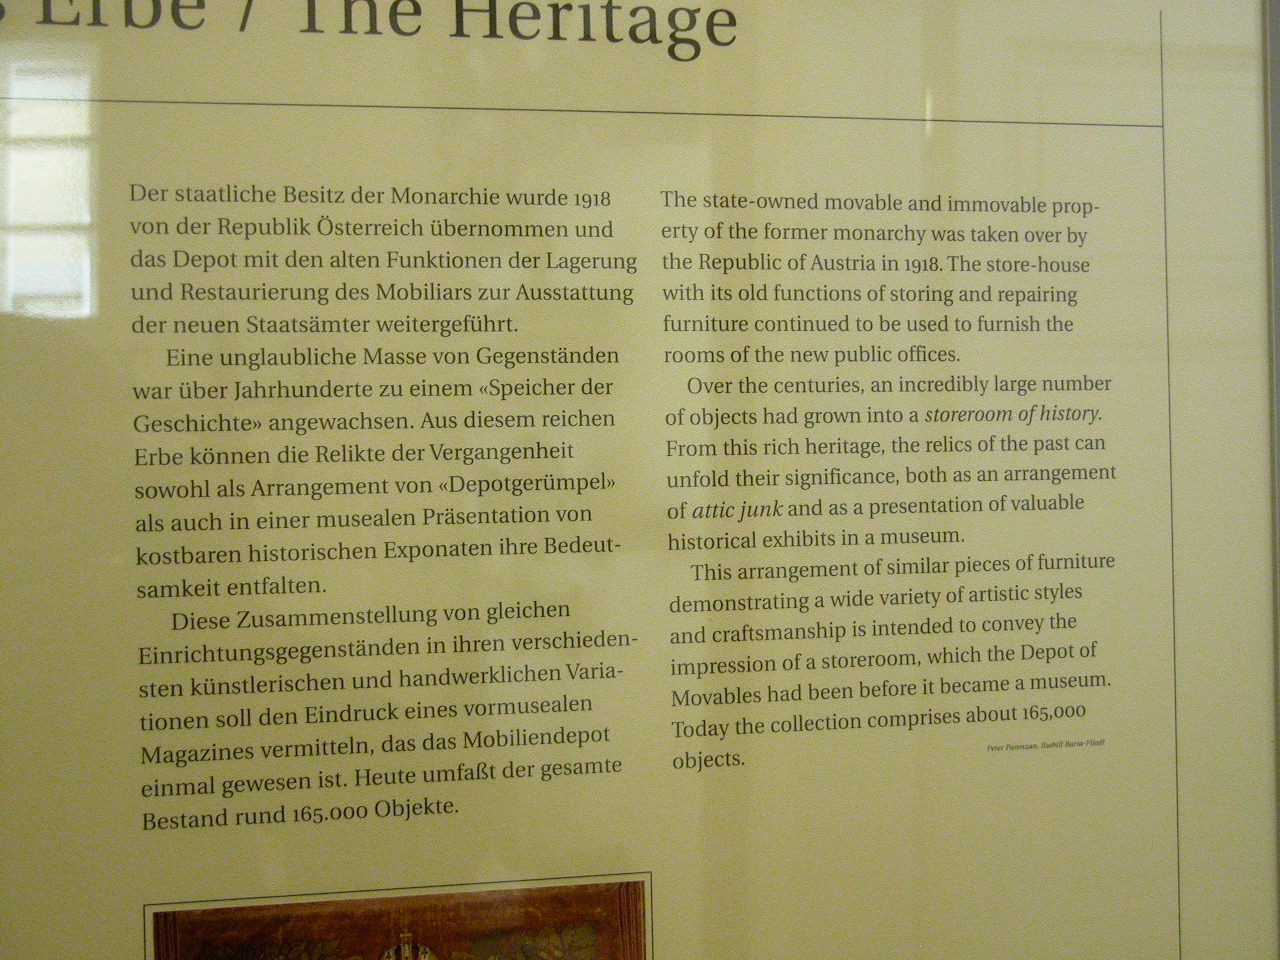 s Erbe / The Heritage
Der staatliche Besitz der Monarchie wurde 1918
von der Republik Österreich übernommen und
das Depot mit den alten Funktionen der Lagerung
und Restaurierung des Mobiliars zur Ausstattung
der neuen Staatsämter weitergeführt.
Eine unglaubliche Masse von Gegenständen
war über Jahrhunderte zu einem «Speicher der
Geschichte» angewachsen. Aus diesem reichen
Erbe können die Relikte der Vergangenheit
sowohl als Arrangement von «Depotgerümpel»
als auch in einer musealen Präsentation von
kostbaren historischen Exponaten ihre Bedeut-
samkeit entfalten.
Diese Zusammenstellung von gleichen
Einrichtungsgegenständen in ihren verschieden-
sten künstlerischen und handwerklichen Varia-
tionen soll den Eindruck eines vormusealen
Magazines vermitteln, das das Mobiliendepot
einmal gewesen ist. Heute umfaßt der gesamte
Bestand rund 165.000 Objekte.
The state-owned movable and immovable prop-
erty of the former monarchy was taken over by
the Republic of Austria in 1918. The store-house
with its old functions of storing and repairing
furniture continued to be used to furnish the
rooms of the new public offices.
Over the centuries, an incredibly large number
of objects had grown into a storeroom of history.
From this rich heritage, the relics of the past can
unfold their significance, both as an arrangement
of attic junk and as a presentation of valuable
historical exhibits in a museum.
This arrangement of similar pieces of furniture
demonstrating a wide variety of artistic styles
and craftsmanship is intended to convey the
impression of a storeroom, which the Depot of
Movables had been before it became a museum.
Today the collection comprises about 165,000
objects.
Peter Parenzan, Ilsebill Barta-Fliedl